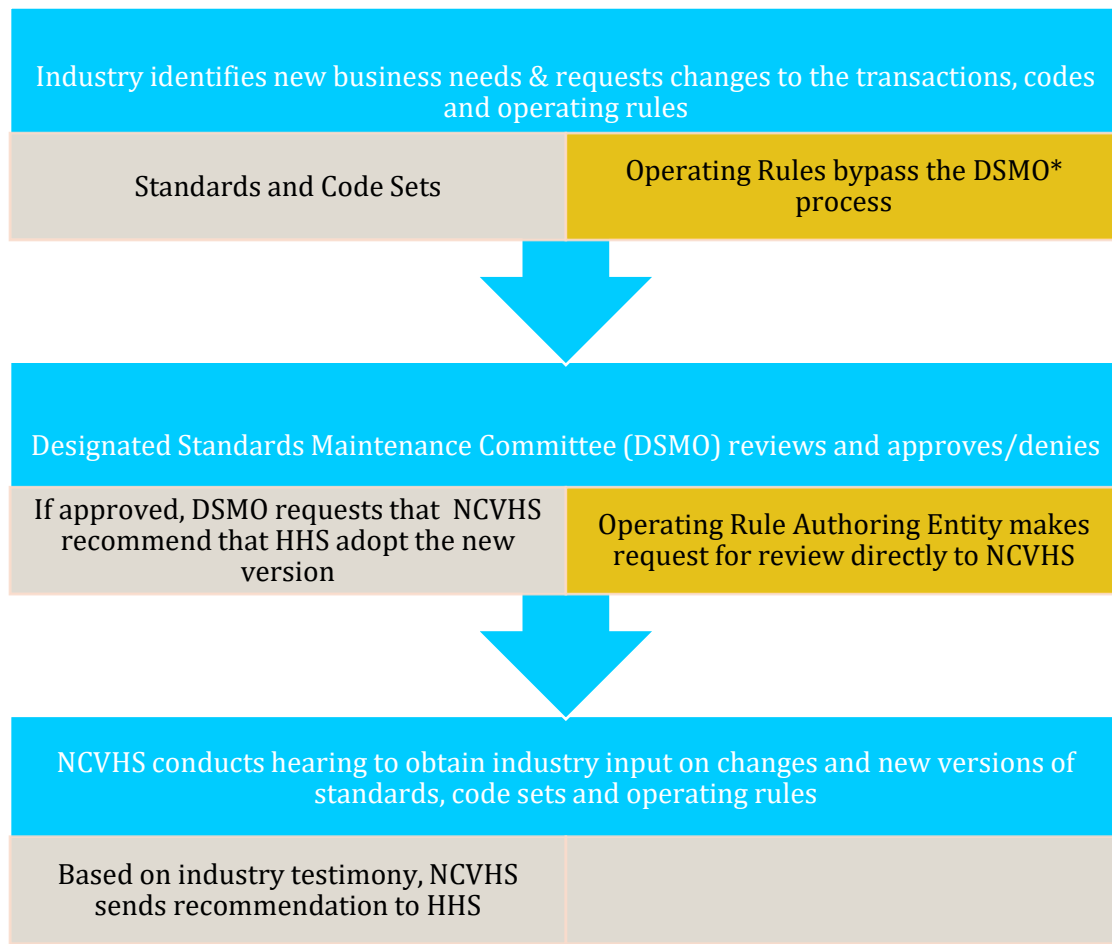 Industry identifies new business needs & requests changes to the transactions, codes
and operating rules
Standards and Code Sets
Operating Rules bypass the DSMO*
process
Designated Standards Maintenance Committee (DSMO) reviews and approves/denies
If approved, DSMO requests that NCVHS
recommend that HHS adopt the new
version
Operating Rule Authoring Entity makes
request for review directly to NCVHS
NCVHS conducts hearing to obtain industry input on changes and new versions of
standards, code sets and operating rules
Based on industry testimony, NCVHS
sends recommendation to HHS